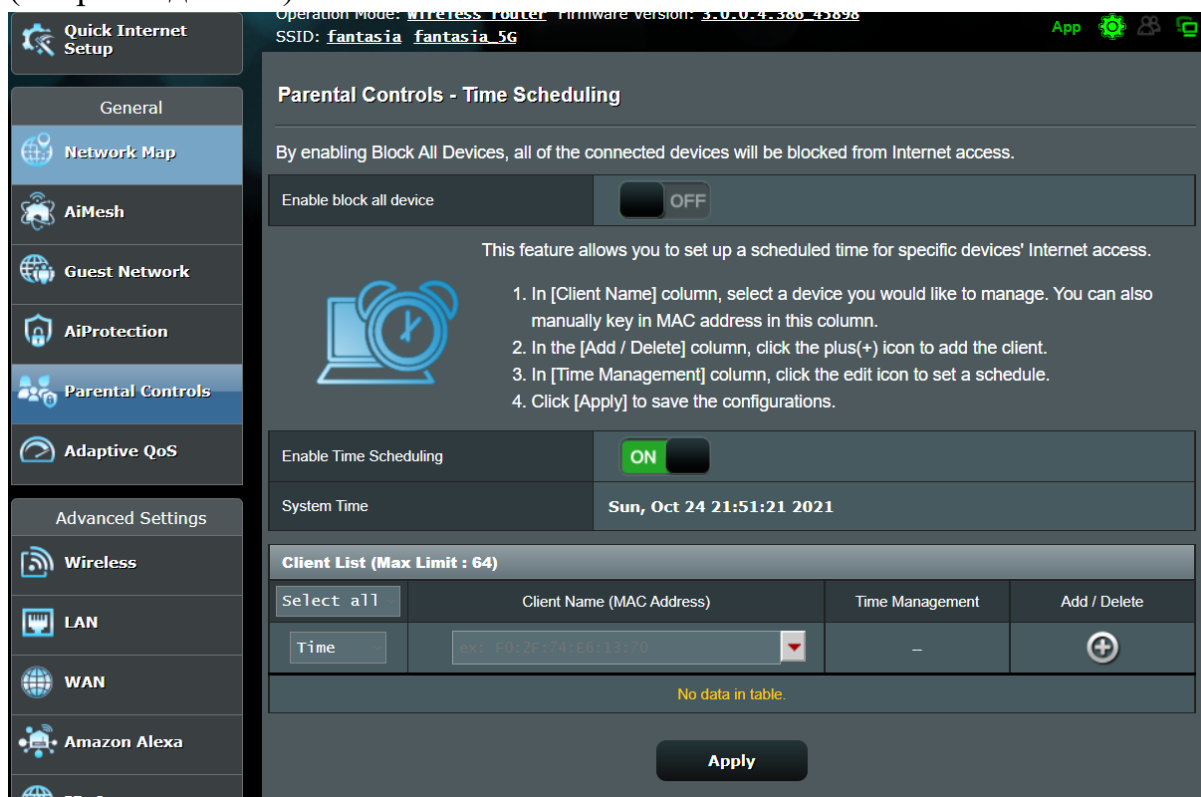 Quick Internet
Setup
Operation Mode: Wireless router Firmware Version: 3.0.0.4.386_45898
SSID: fantasia fantasia_5G
App
General
Network Map
AiMesh
Guest Network
AiProtection
Parental Controls
Adaptive QoS
Advanced Settings
Wireless
LAN
WAN
Amazon Alexa
Parental Controls - Time Scheduling
By enabling Block All Devices, all of the connected devices will be blocked from Internet access.
Enable block all device
OFF
This feature allows you to set up a scheduled time for specific devices' Internet access.
1. In [Client Name] column, select a device you would like to manage. You can also
manually key in MAC address in this column.
2. In the [Add / Delete] column, click the plus(+) icon to add the client.
3. In [Time Management] column, click the edit icon to set a schedule.
4. Click [Apply] to save the configurations.
Enable Time Scheduling
ON
System Time
Sun, Oct 24 21:51:21 2021
Client List (Max Limit : 64)
Select all
Client Name (MAC Address)
Time Management
Add / Delete
Time
ex: F0:2F:74:E6:13:70
--
No data in table.
Apply